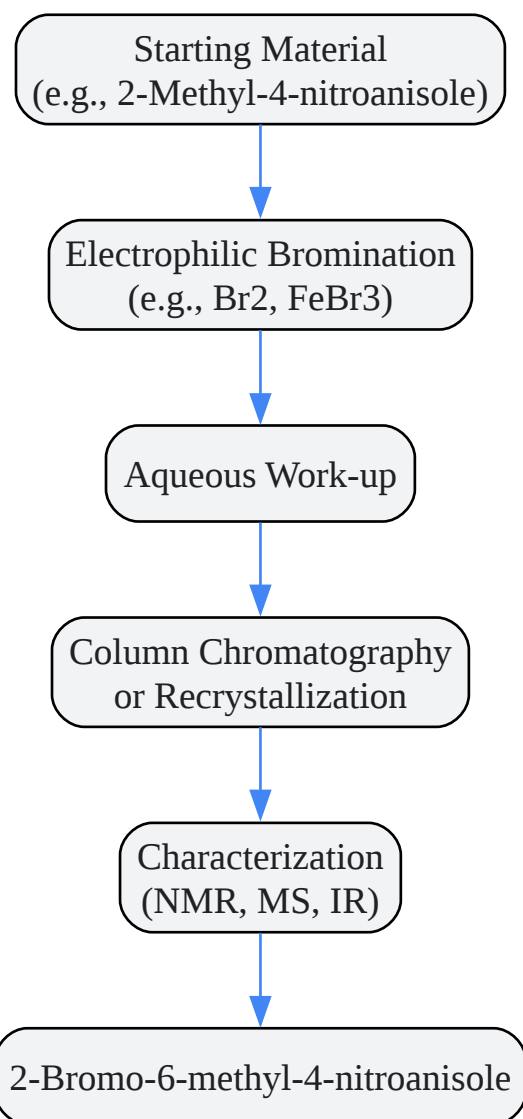 Starting Material
(e.g., 2-Methyl-4-nitroanisole)
Electrophilic Bromination
(e.g., Br2, FeBr3)
Aqueous Work-up
Column Chromatography
or Recrystallization
Characterization
(NMR, MS, IR)
2-Bromo-6-methyl-4-nitroanisole